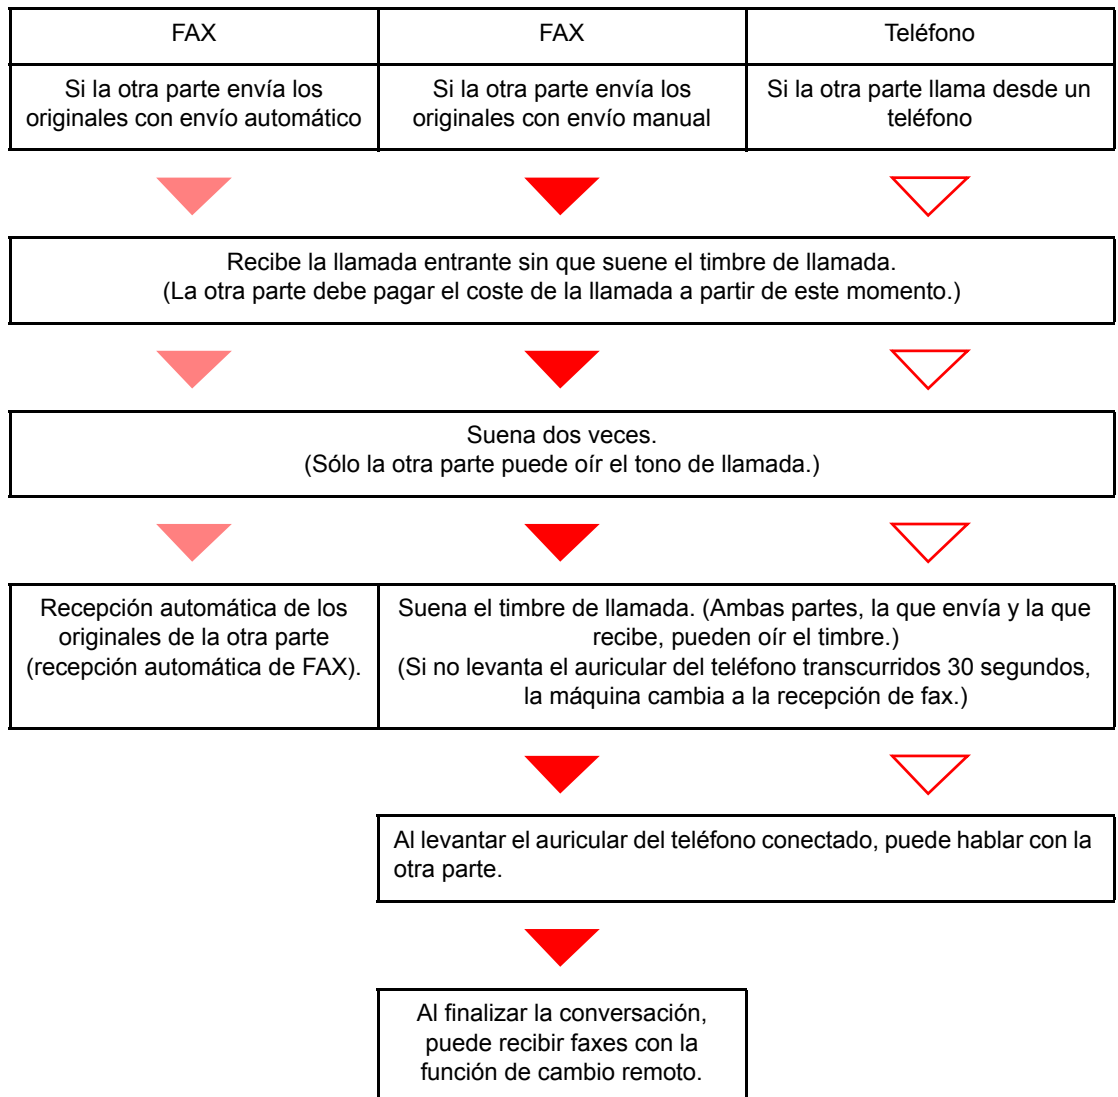 FAX
FAX
Teléfono
Si la otra parte envía los
originales con envío automático
Si la otra parte envía los
originales con envío manual
Si la otra parte llama desde un
teléfono
Recibe la llamada entrante sin que suene el timbre de llamada.
(La otra parte debe pagar el coste de la llamada a partir de este momento.)
Suena dos veces.
(Sólo la otra parte puede oír el tono de llamada.)
Recepción automática de los
originales de la otra parte
(recepción automática de FAX).
Suena el timbre de llamada. (Ambas partes, la que envía y la que
recibe, pueden oír el timbre.)
(Si no levanta el auricular del teléfono transcurridos 30 segundos,
la máquina cambia a la recepción de fax.)
Al levantar el auricular del teléfono conectado, puede hablar con la
otra parte.
Al finalizar la conversación,
puede recibir faxes con la
función de cambio remoto.